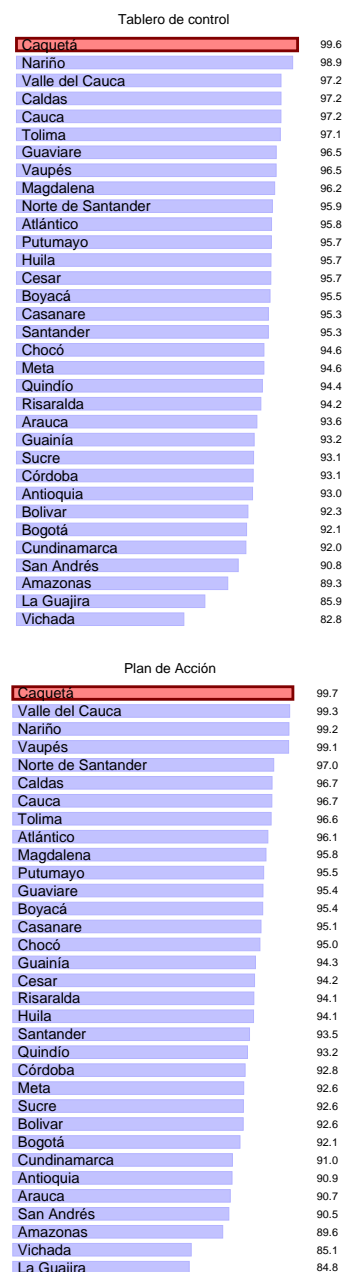 Tablero de control
Caquetá 99.6
Nariño 98.9
Valle del Cauca 97.2
Caldas 97.2
Cauca 97.2
Tolima 97.1
Guaviare 96.5
Vaupés 96.5
Magdalena 96.2
Norte de Santander 95.9
Atlántico 95.8
Putumayo 95.7
Huila 95.7
Cesar 95.7
Boyacá 95.5
Casanare 95.3
Santander 95.3
Chocó 94.6
Meta 94.6
Quindío 94.4
Risaralda 94.2
Arauca 93.6
Guainía 93.2
Sucre 93.1
Córdoba 93.1
Antioquia 93.0
Bolivar 92.3
Bogotá 92.1
Cundinamarca 92.0
San Andrés 90.8
Amazonas 89.3
La Guajira 85.9
Vichada 82.8
Plan de Acción
Caquetá 99.7
Valle del Cauca 99.3
Nariño 99.2
Vaupés 99.1
Norte de Santander 97.0
Caldas 96.7
Cauca 96.7
Tolima 96.6
Atlántico 96.1
Magdalena 95.8
Putumayo 95.5
Guaviare 95.4
Boyacá 95.4
Casanare 95.1
Chocó 95.0
Guainía 94.3
Cesar 94.2
Risaralda 94.1
Huila 94.1
Santander 93.5
Quindío 93.2
Córdoba 92.8
Meta 92.6
Sucre 92.6
Bolivar 92.6
Bogotá 92.1
Cundinamarca 91.0
Antioquia 90.9
Arauca 90.7
San Andrés 90.5
Amazonas 89.6
Vichada 85.1
La Guajira 84.8